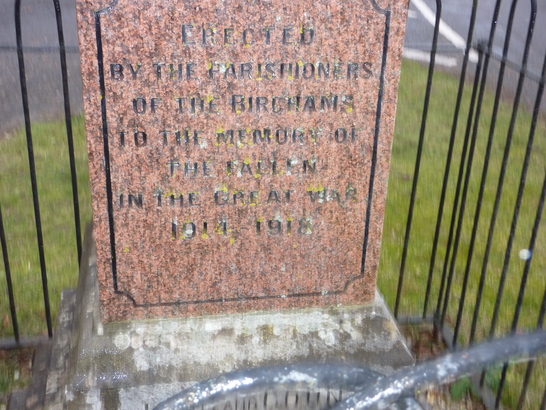 ERECTED
BY THE PARISHIONERS
OF THE BIRCHAMS
TO THE MEMORY OF
THE FALLEN
IN THE GREAT WAR
1914-1918